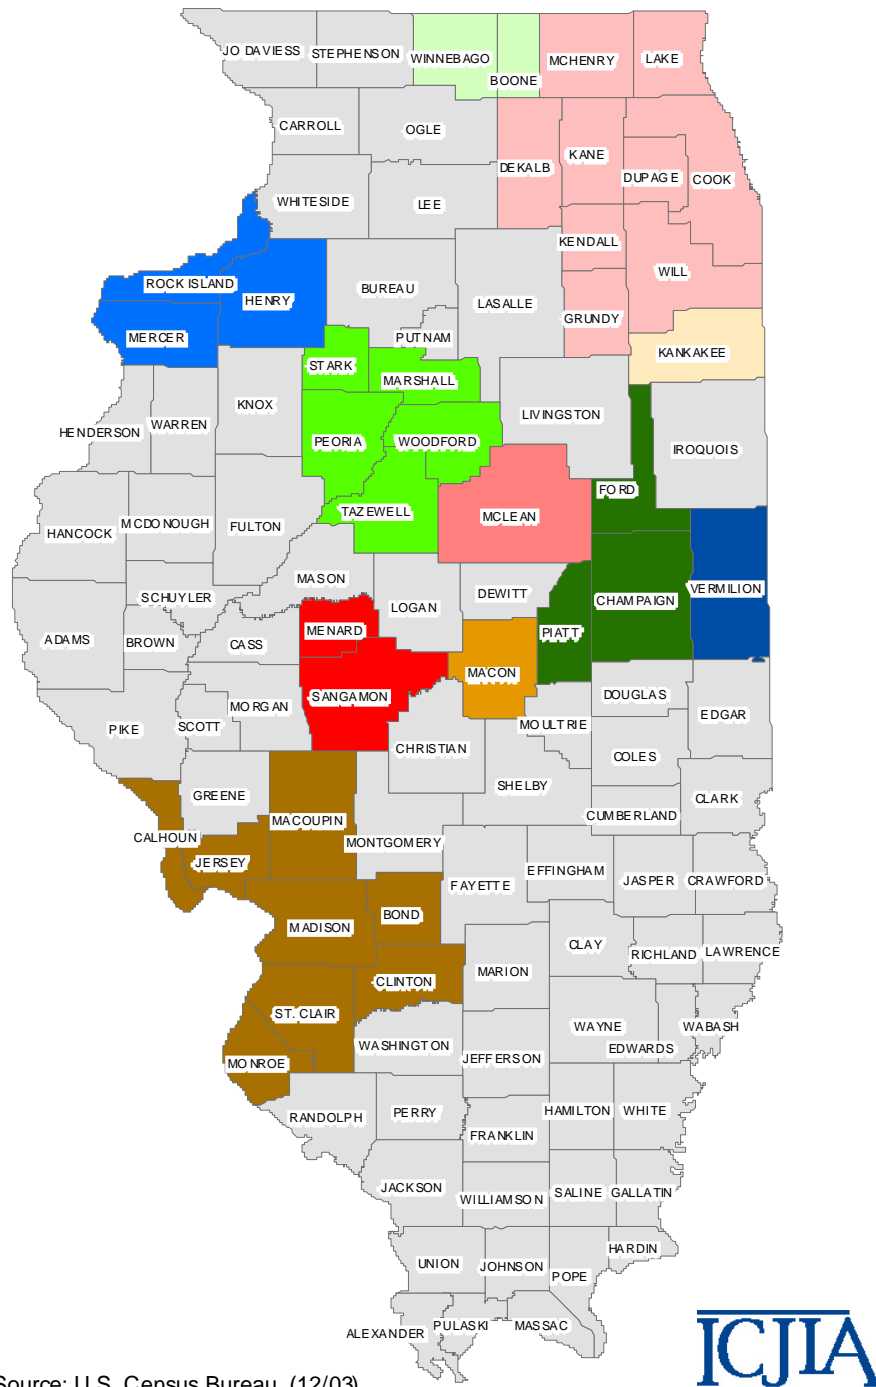 JO DAVIESS
STEPHENSON
WINNEBAGO
BOONE
MCHENRY
LAKE
CARROLL
OGLE
DEKALB
KANE
DUPAGE
COOK
WHITESIDE
LEE
KENDALL
WILL
ROCK ISLAND
HENRY
BUREAU
LASALLE
GRUNDY
MERCER
PUTNAM
KANKAKEE
STARK
MARSHALL
HENDERSON
WARREN
KNOX
PEORIA
WOODFORD
LIVINGSTON
IROQUOIS
FORD
HANCOCK
MCDONOUGH
FULTON
TAZEWELL
MCLEAN
MASON
SCHUYLER
LOGAN
DEWITT
CHAMPAIGN
VERMILION
ADAMS
BROWN
CASS
MENARD
PIATT
MACON
SANGAMON
PIKE
SCOTT
MORGAN
CHRISTIAN
MOULTRIE
DOUGLAS
EDGAR
COLES
SHELBY
GREENE
CLARK
CUMBERLAND
CALHOUN
MACOUPIN
MONTGOMERY
JERSEY
FAYETTE
EFFINGHAM
JASPER
CRAWFORD
MADISON
BOND
CLAY
RICHLAND
LAWRENCE
CLINTON
MARION
ST. CLAIR
WAYNE
EDWARDS
WABASH
WASHINGTON
JEFFERSON
MONROE
RANDOLPH
PERRY
HAMILTON
WHITE
FRANKLIN
JACKSON
WILLIAMSON
SALINE
GALLATIN
HARDIN
UNION
JOHNSON
POPE
ALEXANDER
PULASKI
MASSAC
ICJIA
Source: U.S. Census Bureau (12/03)